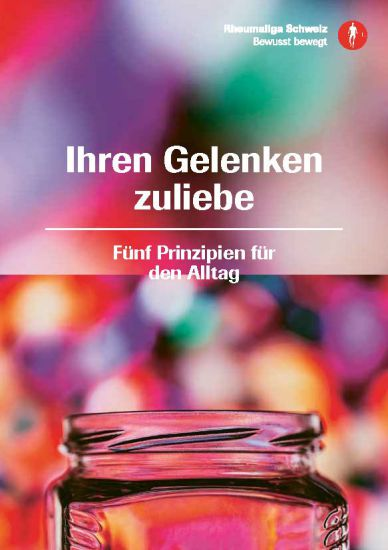 Rheumaliga Schweiz
Bewusst bewegt
Ihren Gelenken
zuliebe
Fünf Prinzipien für
den Alltag